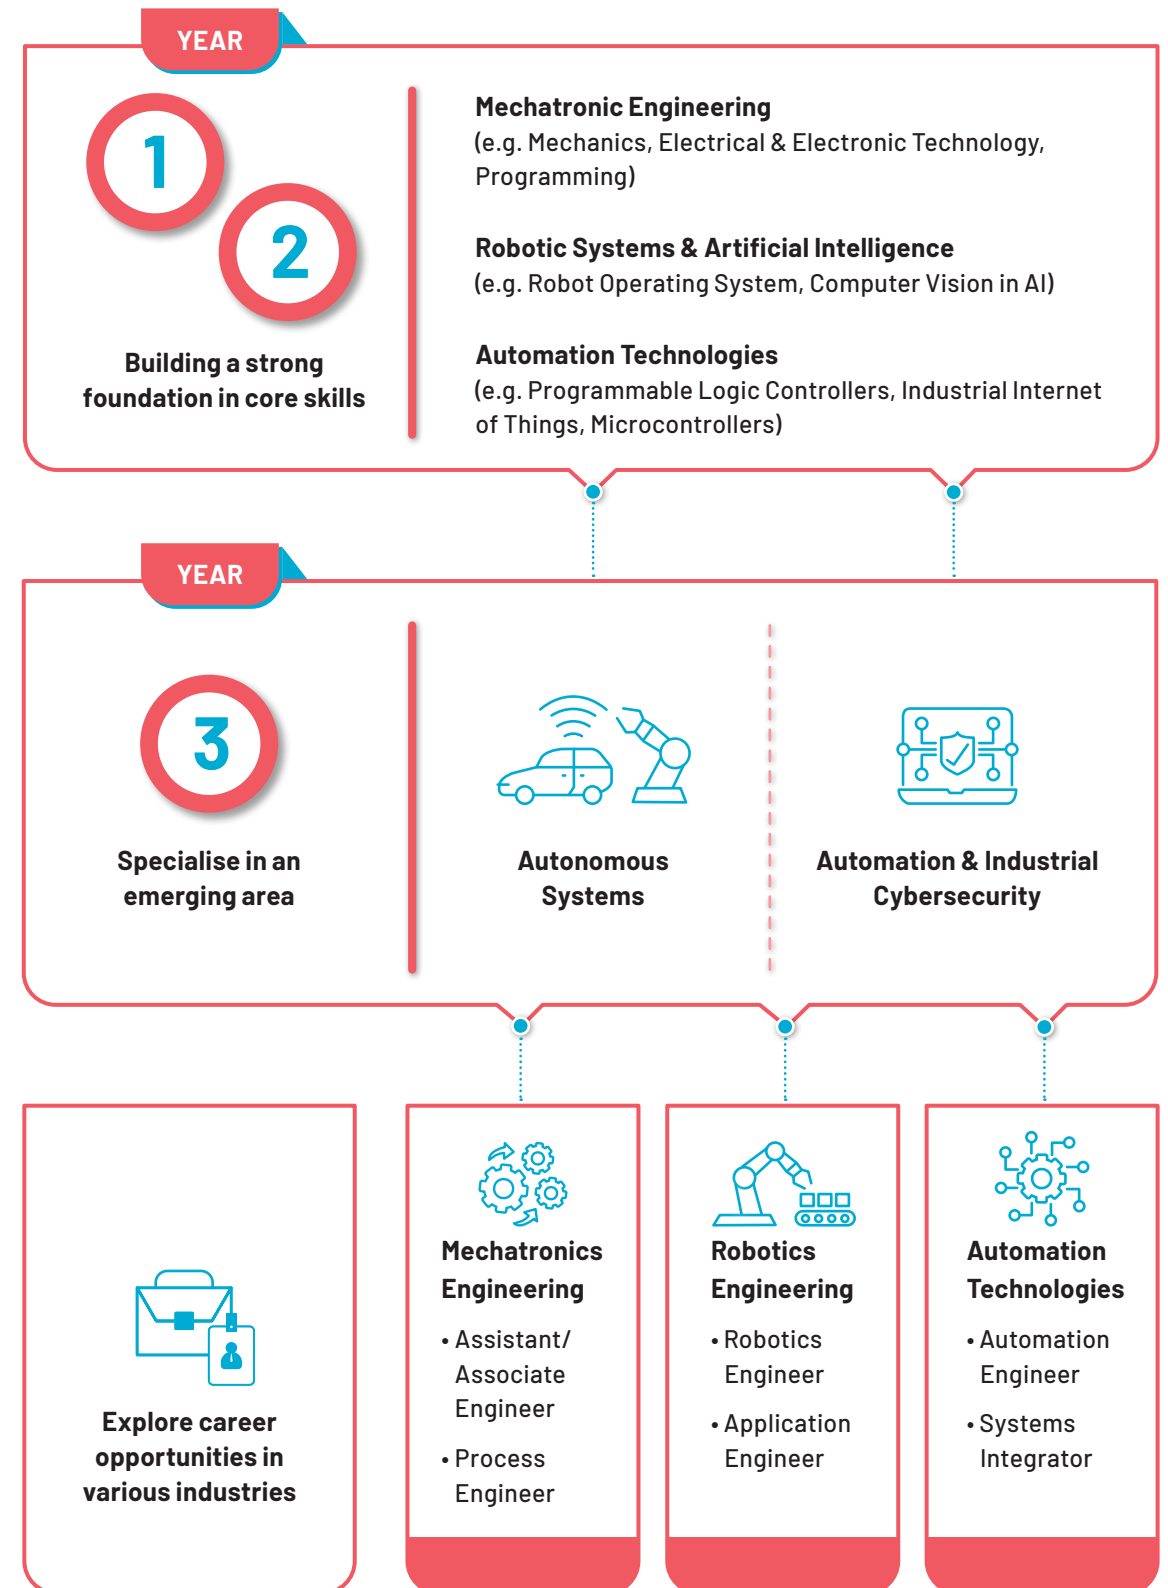 YEAR
1
2
Building a strong
foundation in core skills
Mechatronic Engineering
(e.g. Mechanics, Electrical & Electronic Technology,
Programming)
Robotic Systems & Artificial Intelligence
(e.g. Robot Operating System, Computer Vision in AI)
Automation Technologies
(e.g. Programmable Logic Controllers, Industrial Internet
of Things, Microcontrollers)
YEAR
3
Specialise in an
emerging area
Autonomous
Systems
Automation & Industrial
Cybersecurity
Explore career
opportunities in
various industries
Mechatronics
Engineering
• Assistant/
Associate
Engineer
• Process
Engineer
Robotics
Engineering
• Robotics
Engineer
• Application
Engineer
Automation
Technologies
• Automation
Engineer
• Systems
Integrator